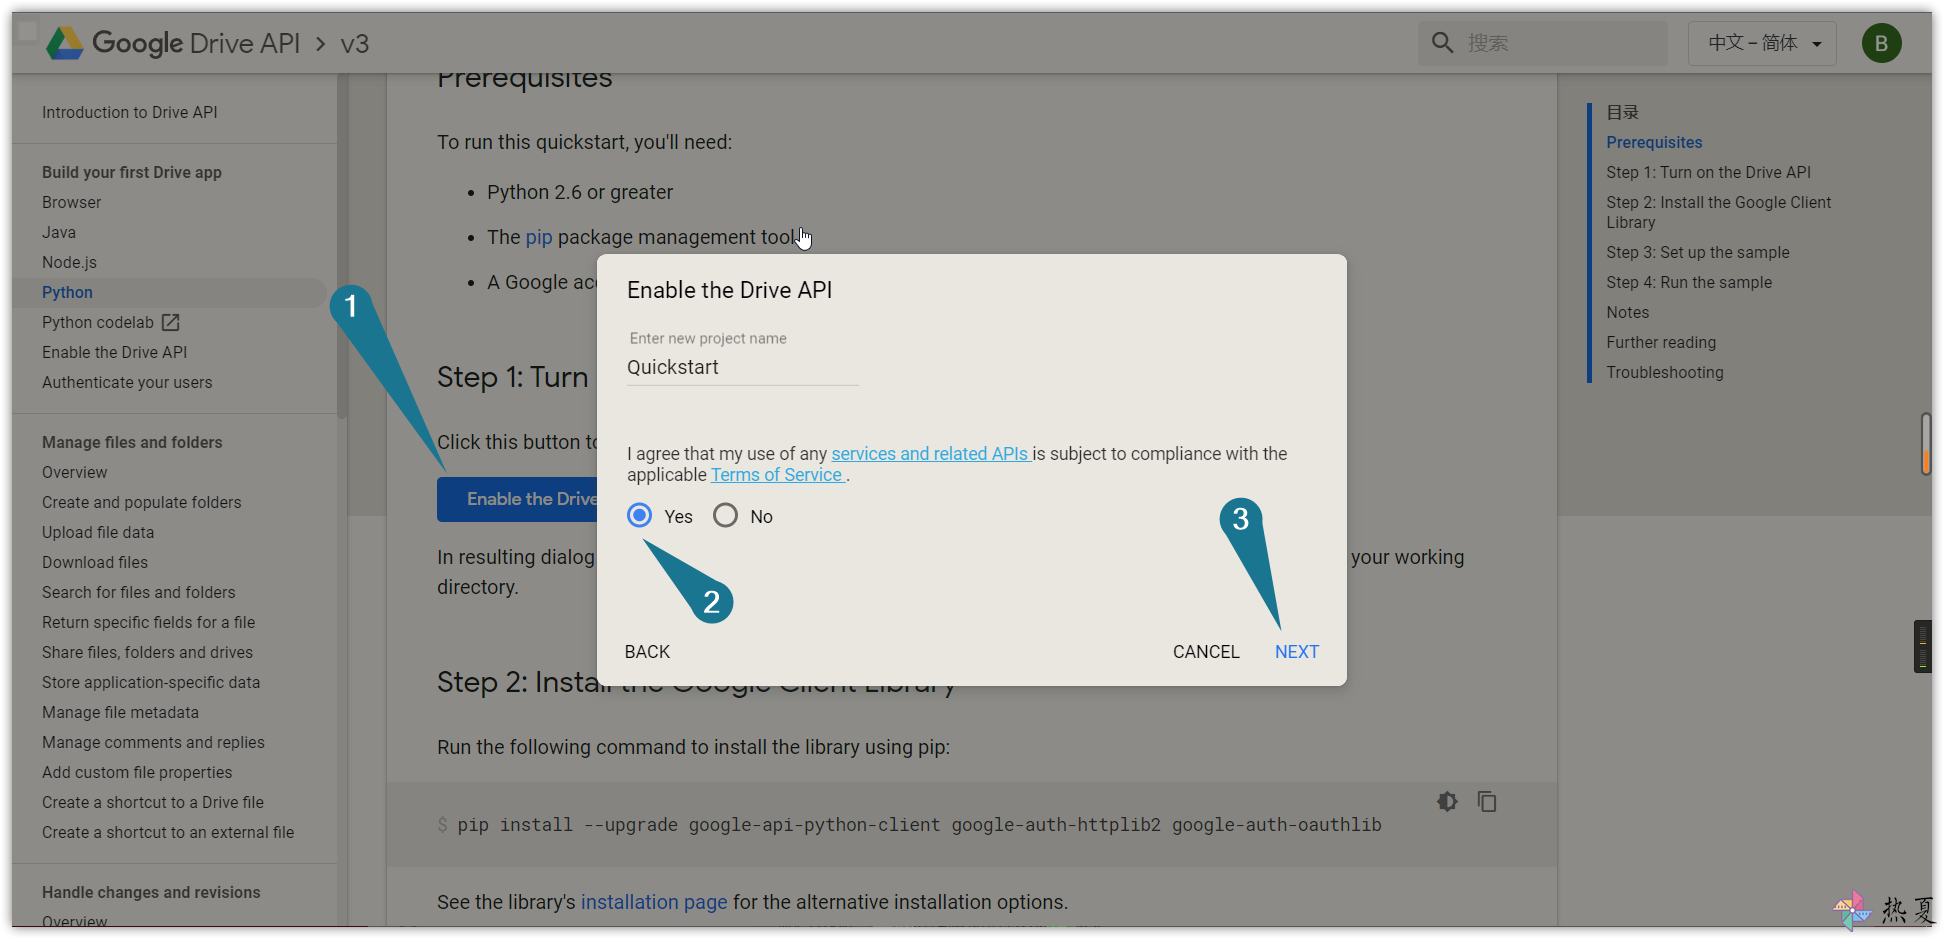 Google Drive API > v3
搜索
中文 – 简体
B
Introduction to Drive API
Build your first Drive app
Browser
Java
Node.js
Python
Python codelab
Enable the Drive API
Authenticate your users
Manage files and folders
Overview
Create and populate folders
Upload file data
Download files
Search for files and folders
Return specific fields for a file
Share files, folders and drives
Store application-specific data
Manage file metadata
Manage comments and replies
Add custom file properties
Create a shortcut to a Drive file
Create a shortcut to an external file
Handle changes and revisions
Overview
Prerequisites
To run this quickstart, you'll need:
• Python 2.6 or greater
• The pip package management tool
• A Google acc
1
Step 1: Turn
Click this button to
Enable the Drive
In resulting dialog
your working
directory.
Enable the Drive API
Enter new project name
Quickstart
I agree that my use of any services and related APIs is subject to compliance with the
applicable Terms of Service .
Yes
No
2
3
BACK
CANCEL
NEXT
Step 2: Install the Google Client Library
Run the following command to install the library using pip:
$ pip install --upgrade google-api-python-client google-auth-httplib2 google-auth-oauthlib
See the library's installation page for the alternative installation options.
目录
Prerequisites
Step 1: Turn on the Drive API
Step 2: Install the Google Client
Library
Step 3: Set up the sample
Step 4: Run the sample
Notes
Further reading
Troubleshooting
热夏